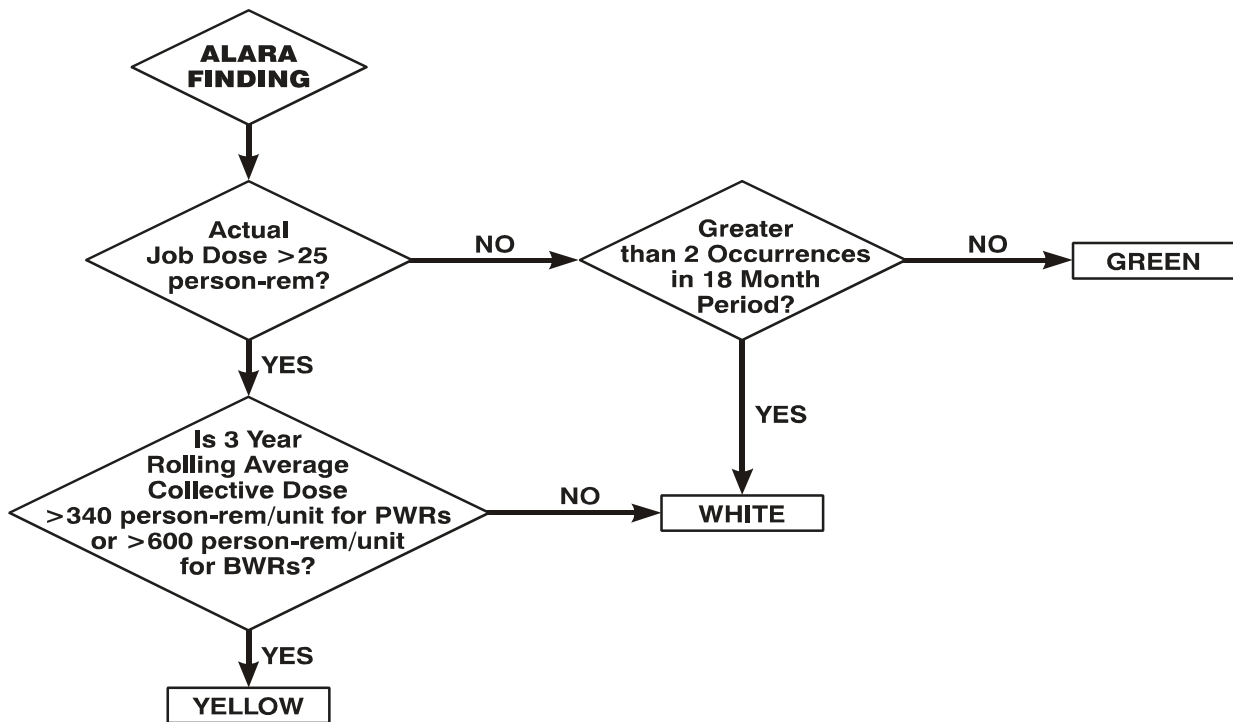 ALARA
FINDING
Actual
Job Dose >25
person-rem?
NO
Greater
than 2 Occurrences
in 18 Month
Period?
NO
GREEN
YES
YES
Is 3 Year
Rolling Average
Collective Dose
>340 person-rem/unit for PWRs
or >600 person-rem/unit
for BWRs?
NO
WHITE
YES
YELLOW